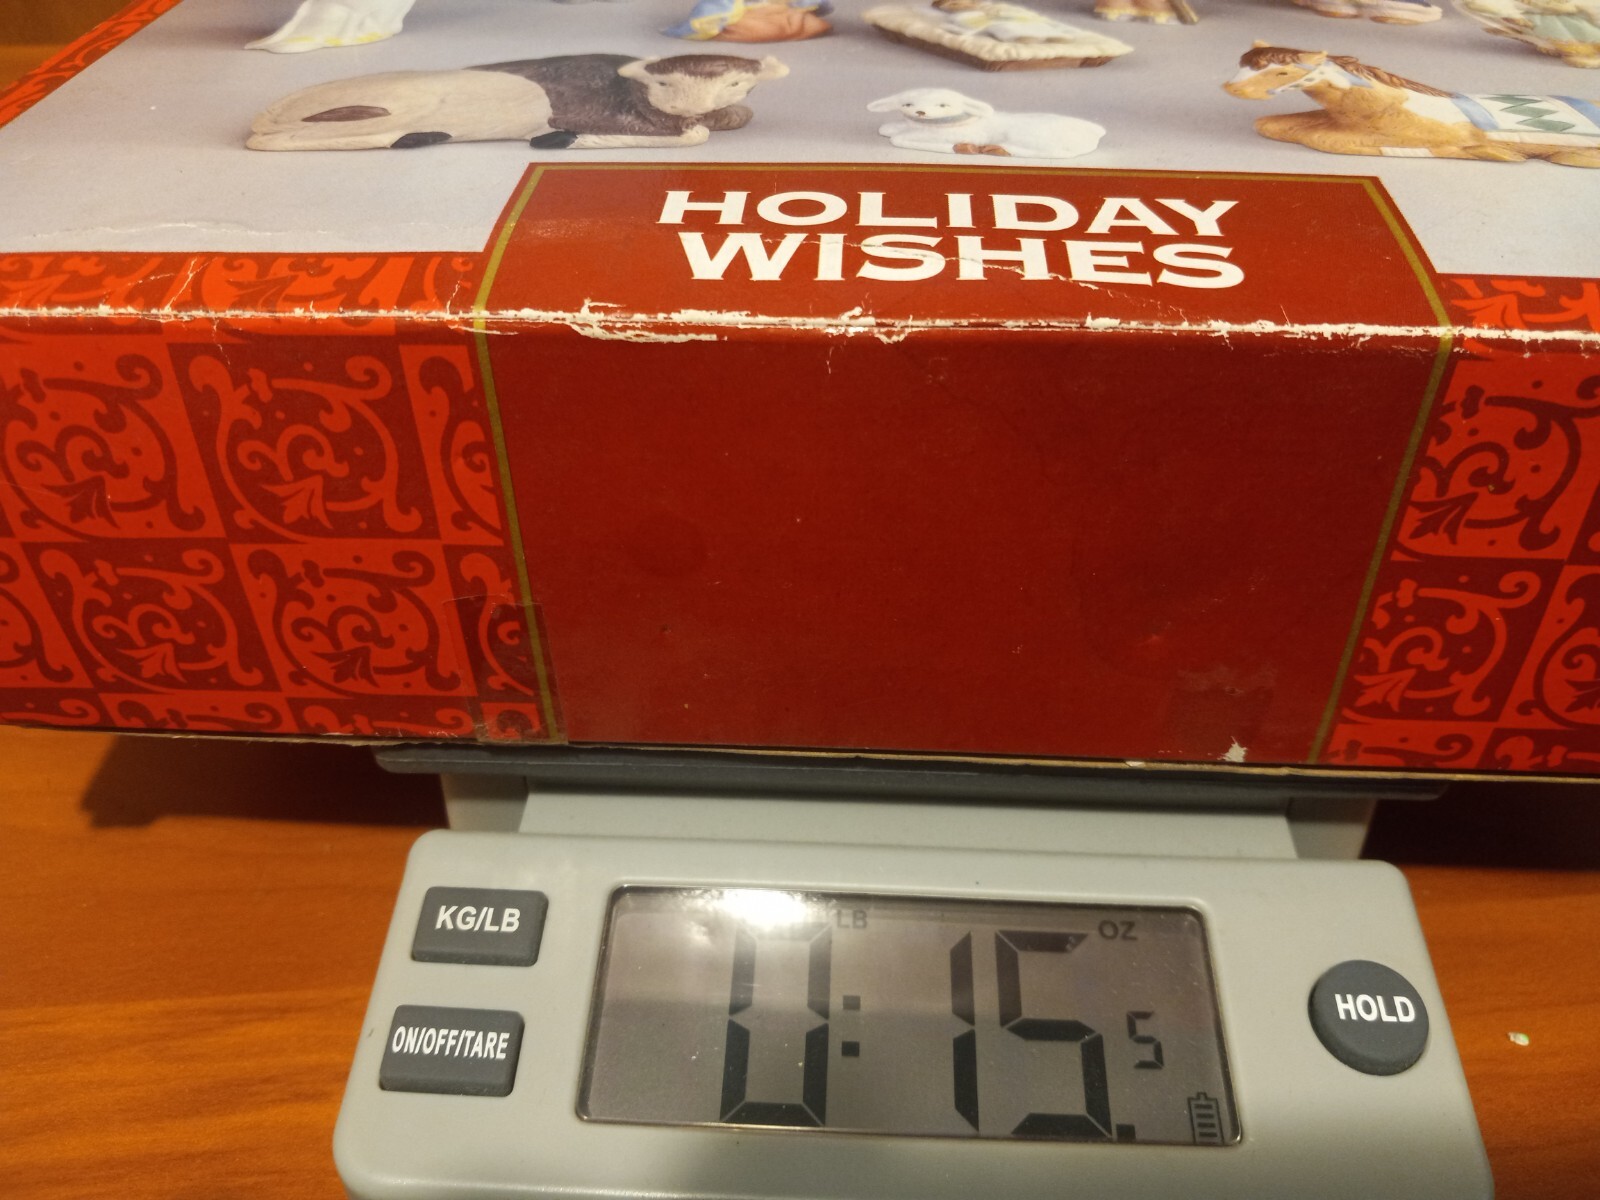 HOLIDAY
WISHES
KG/LB
ON/OFF/TARE
LB
OZ
0:15.5
HOLD